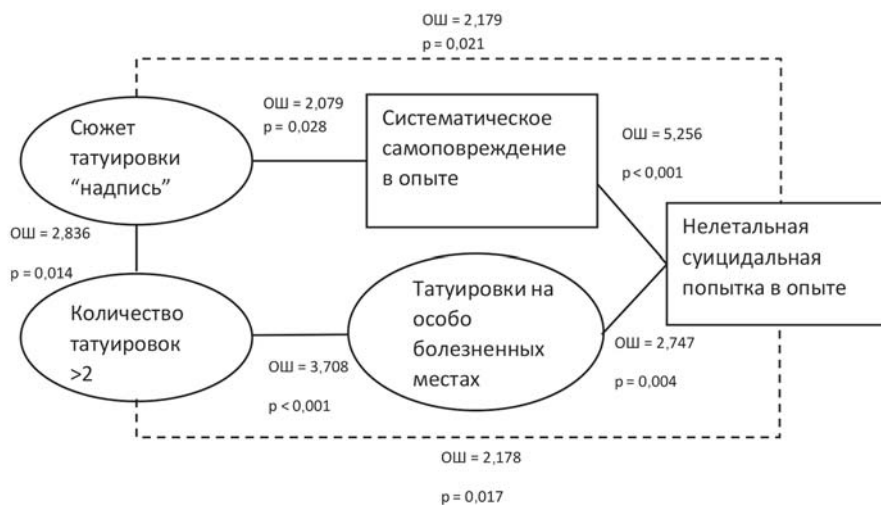 ОШ = 2,179
p = 0,021
Сюжет
татуировки
“надпись”
ОШ = 2,079
p = 0,028
Систематическое
самоповреждение
в опыте
ОШ = 5,256
p < 0,001
Нелетальная
суицидальная
попытка в опыте
ОШ = 2,836
p = 0,014
Количество
татуировок
>2
ОШ = 3,708
p < 0,001
Татуировки на
особо
болезненных
местах
ОШ = 2,747
p = 0,004
ОШ = 2,178
p = 0,017